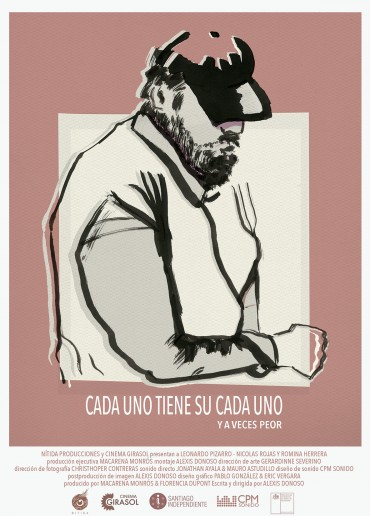 CADA UNO TIENE SU CADA UNO
Y A VECES PEOR
NÍTIDA PRODUCCIONES y CINEMA GIRASOL presentan a LEONARDO PIZARRO - NICOLAS ROJAS Y ROMINA HERRERA
producción ejecutiva MACARENA MONRÓS montaje ALEXIS DONOSO dirección de arte GERARDINNE SEVERINO
dirección de fotografía CHRISTHOPER CONTRERAS sonido directo JONATHAN AYALA & MAURO ASTUDILLO diseño de sonido CPM SONIDO
postproducción de imagen ALEXIS DONOSO diseño gráfico PABLO GONZÁLEZ & ERIC VERGARA
producido por MACARENA MONRÓS & FLORENCIA DUPONT Escrita y dirigida por ALEXIS DONOSO
nítida
CINEMA
GIRASOL
SANTIAGO
INDEPENDIENTE
CPM
SONIDO